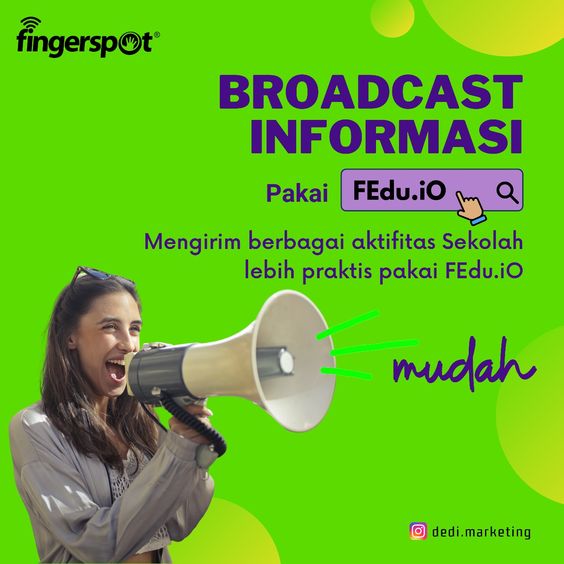 fingerspot®
BROADCAST
INFORMASI
Pakai FEdu.iO
Mengirim berbagai aktifitas Sekolah
lebih praktis pakai FEdu.iO
mudah
dedi.marketing